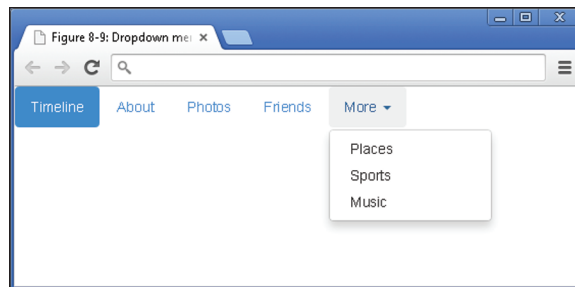 Figure 8-9: Dropdown me
Timeline About Photos Friends More
Places
Sports
Music